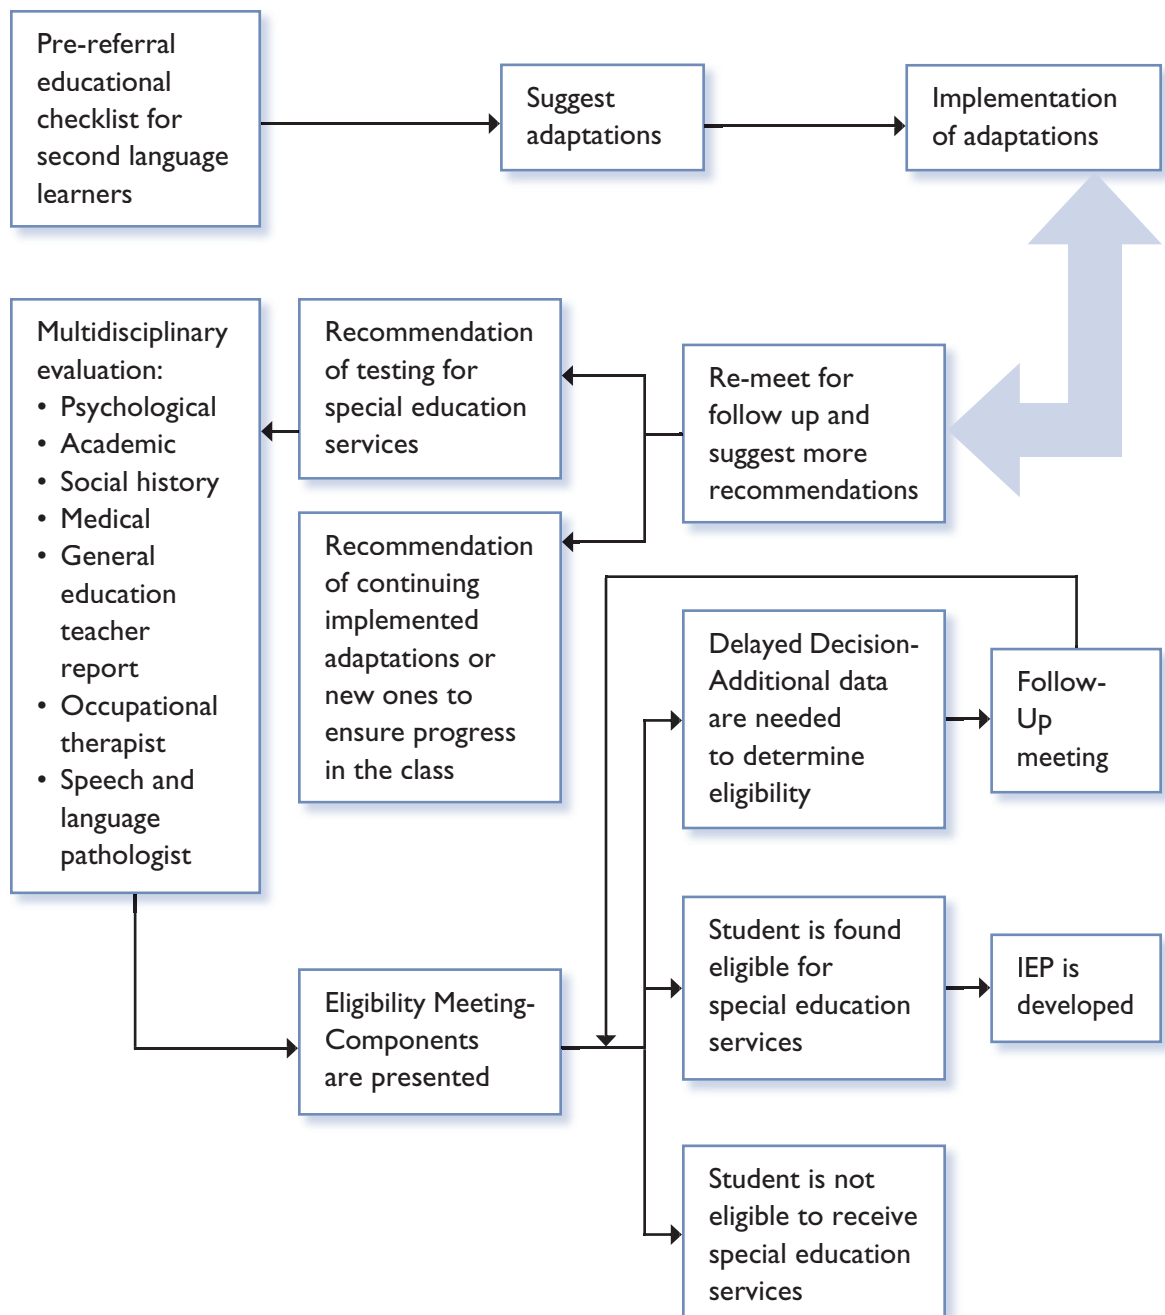 Pre-referral
educational
checklist for
second language
learners
Suggest
adaptations
Implementation
of adaptations
Multidisciplinary
evaluation:
• Psychological
• Academic
• Social history
• Medical
• General
education
teacher
report
• Occupational
therapist
• Speech and
language
pathologist
Recommendation
of testing for
special education
services
Re-meet for
follow up and
suggest more
recommendations
Recommendation
of continuing
implemented
adaptations or
new ones to
ensure progress
in the class
Delayed Decision-
Additional data
are needed
to determine
eligibility
Follow-
Up
meeting
Eligibility Meeting-
Components
are presented
Student is found
eligible for
special education
services
IEP is
developed
Student is not
eligible to receive
special education
services